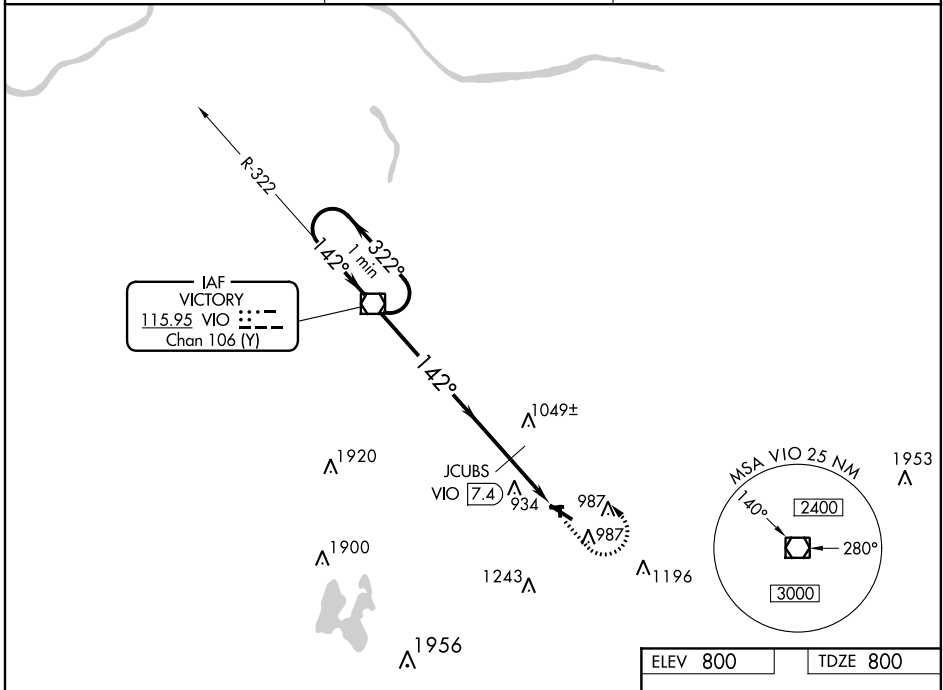 R-322
142°
1 min
322°
IAF
VICTORY
115.95 VIO
Chan 106 (Y)
142°
1049±
1920
JCUBS
VIO 7.4
934
987
987
1900
1243
1196
1956
1953
MSA VIO 25 NM
140°
2400
280°
3000
ELEV 800
TDZE 800